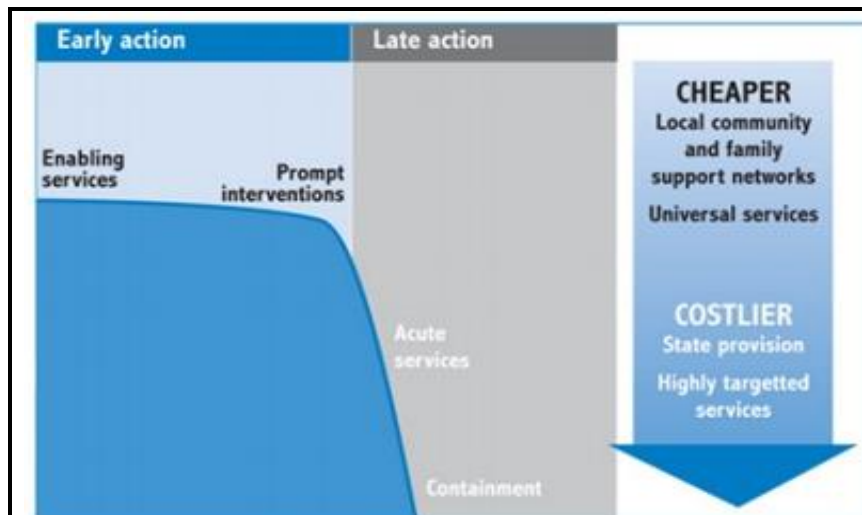 Early action
Late action
Enabling
services
Prompt
interventions
Acute
services
Containment
CHEAPER
Local community
and family
support networks
Universal services
COSTLIER
State provision
Highly targetted
services